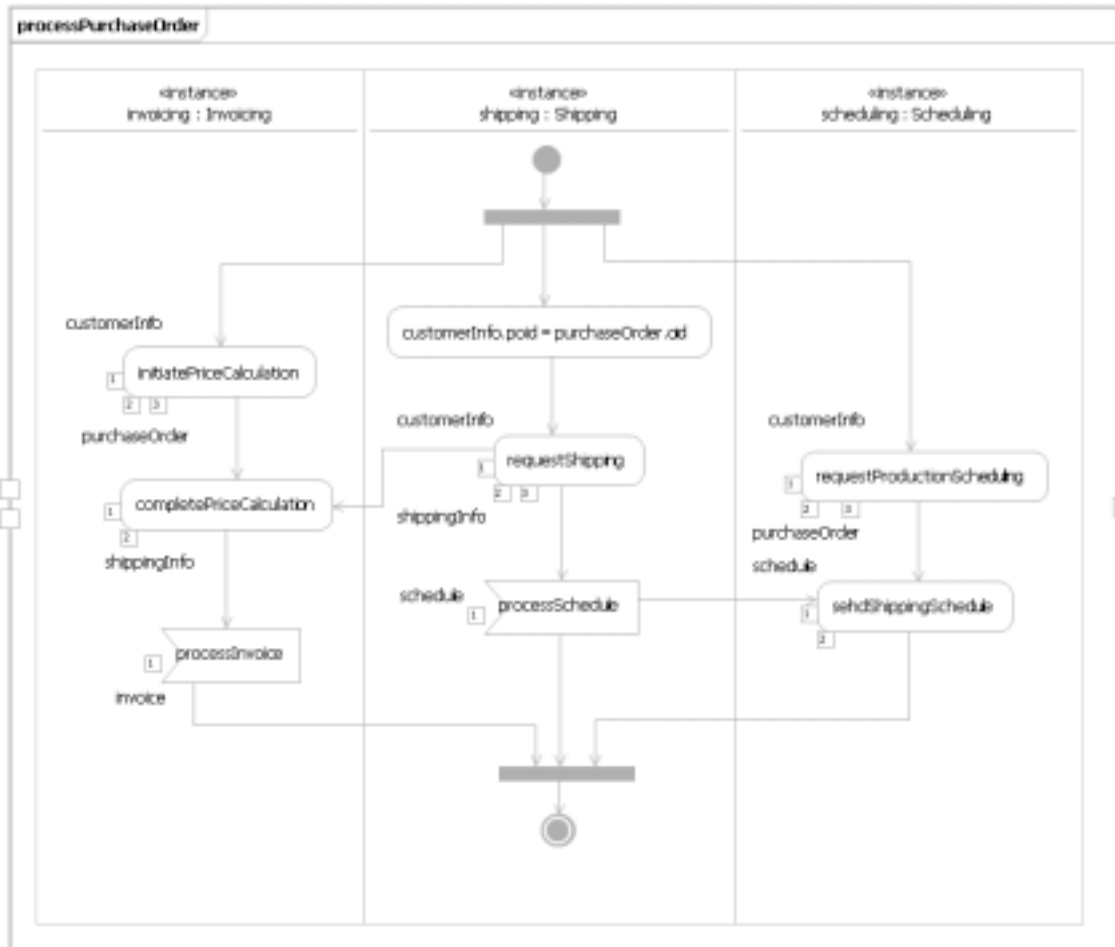 processPurchaseOrder
«instance»
invoicing : Invoicing
«instance»
shipping : Shipping
«instance»
scheduling : Scheduling
customerInfo
initiatePriceCalculation
1
2 3
purchaseOrder
completePriceCalculation
1
2
shippingInfo
processInvoice
1
invoice
customerInfo.poid = purchaseOrder.oid
customerInfo
requestShipping
1
2 3
shippingInfo
schedule
processSchedule
1
customerInfo
requestProductionScheduling
1
2 3
purchaseOrder
schedule
sendShippingSchedule
1
2